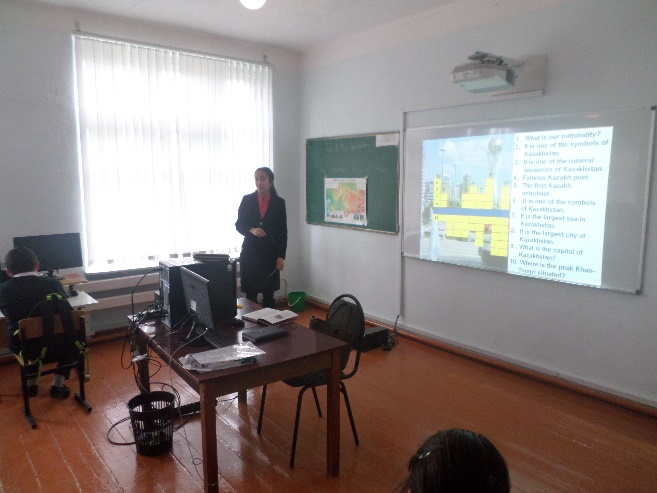 1. What is our nationality?
2. It is one of the symbols of
Kazakhstan.
3. It is one of the mineral
resources of Kazakhstan.
4. Famous Kazakh poet.
5. The first Kazakh
astronaut.
6. It is one of the symbols
of Kazakhstan.
7. It is the largest sea in
Kazakhstan.
8. It is the largest city of
Kazakhstan.
9. What is the capital of
Kazakhstan?
10. Where is the peak Khan-
situated?